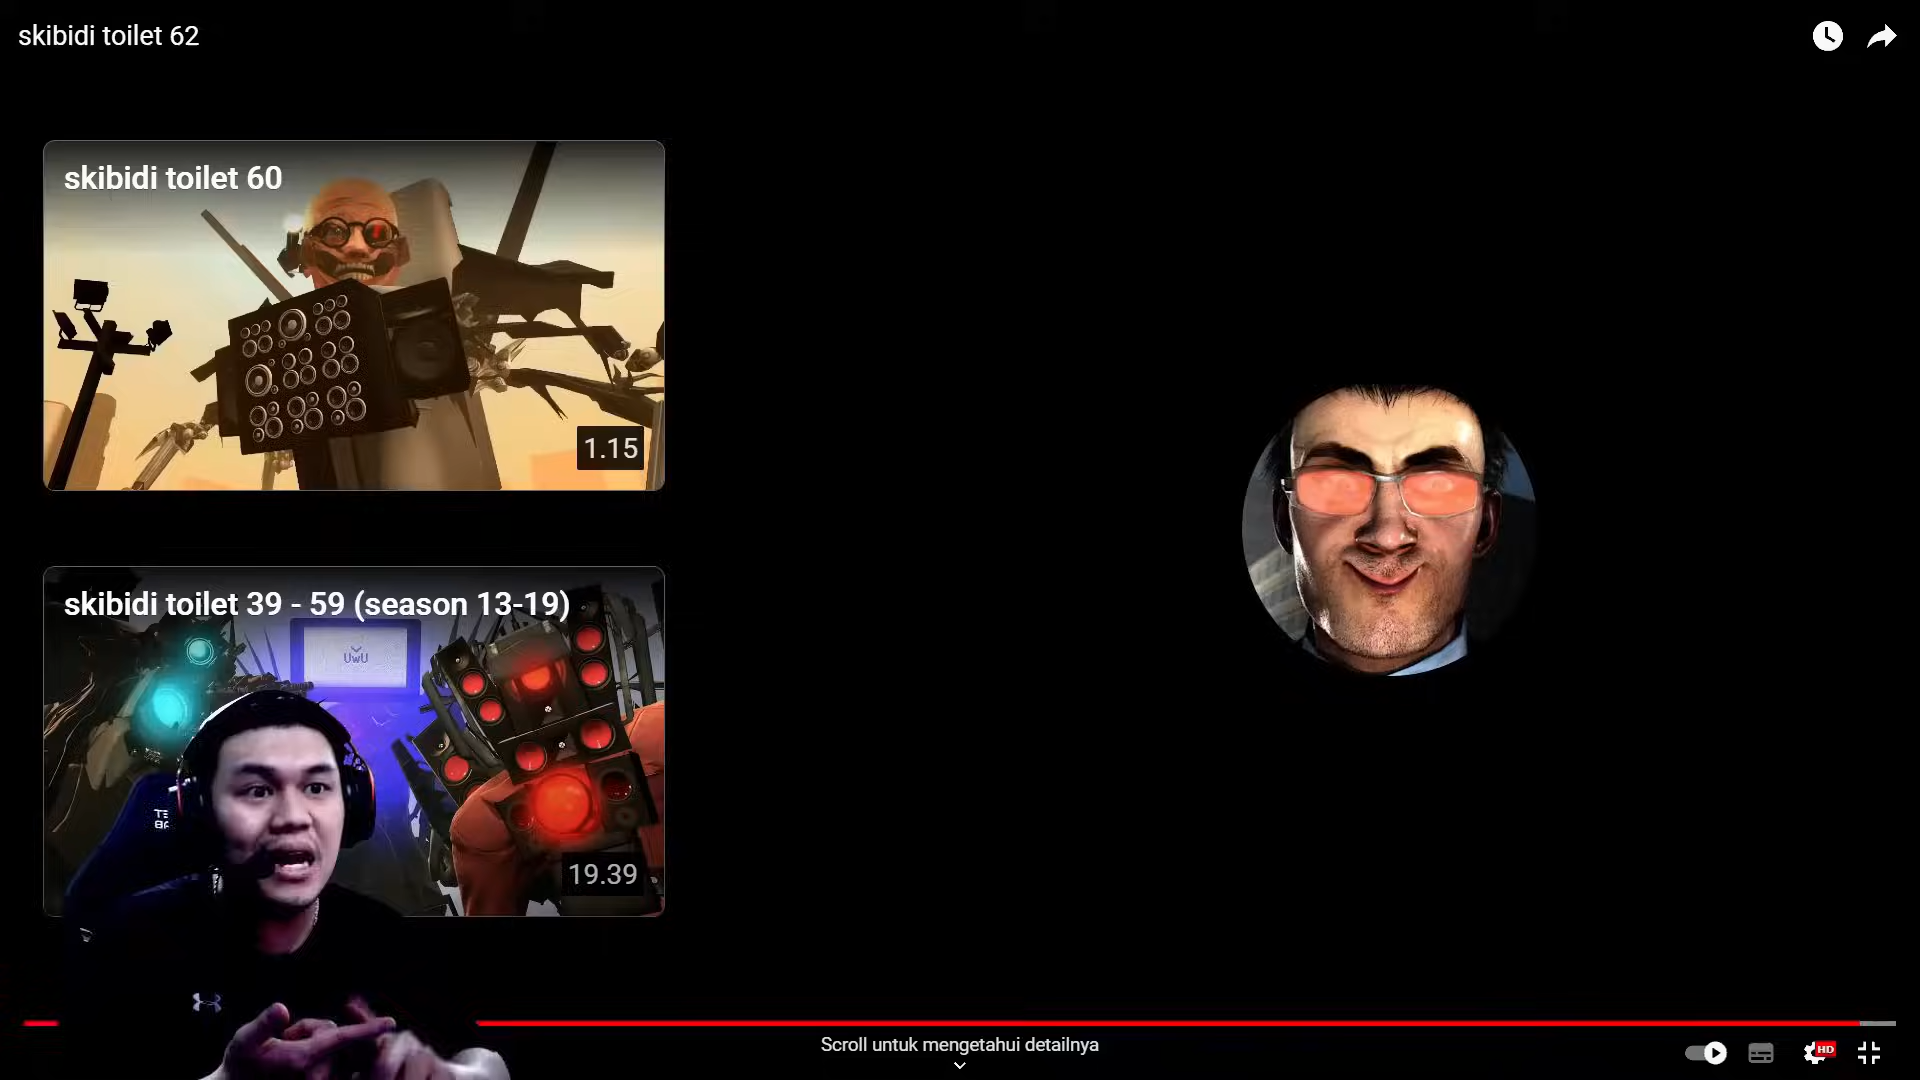 skibidi toilet 62
skibidi toilet 60
1.15
skibidi toilet 39 - 59 (season 13-19)
UwU
19.39
Scroll untuk mengetahui detailnya
HD